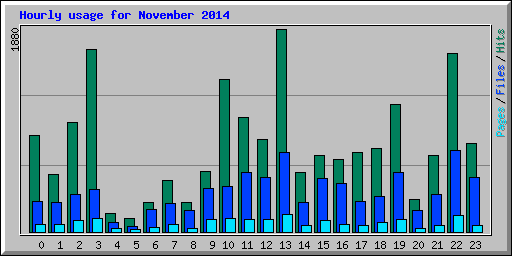 Hourly usage for November 2014
1880
Pages/Files/Hits
0 1 2 3 4 5 6 7 8 9 10 11 12 13 14 15 16 17 18 19 20 21 22 23